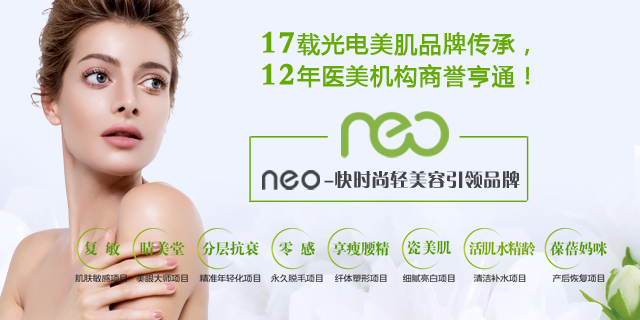 17载光电美肌品牌传承，
12年医美机构商誉亨通！
neo
neo-快时尚轻美容引领品牌
复 敏 睛美堂 分层抗衰 零 感 享瘦腰精 瓷美肌 活肌水精龄 葆蓓妈咪
肌肤敏感项目 美眼大师项目 精准年轻化项目 永久脱毛项目 纤体塑形项目 细腻亮白项目 清洁补水项目 产后恢复项目